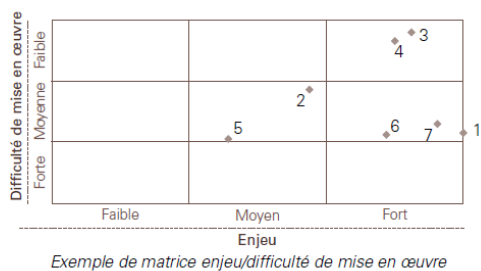 Difficulté de mise en œuvre
Faible
Moyenne
Forte
3
4
2
5
6
7
1
Faible
Moyen
Fort
Enjeu
Exemple de matrice enjeu/difficulté de mise en œuvre